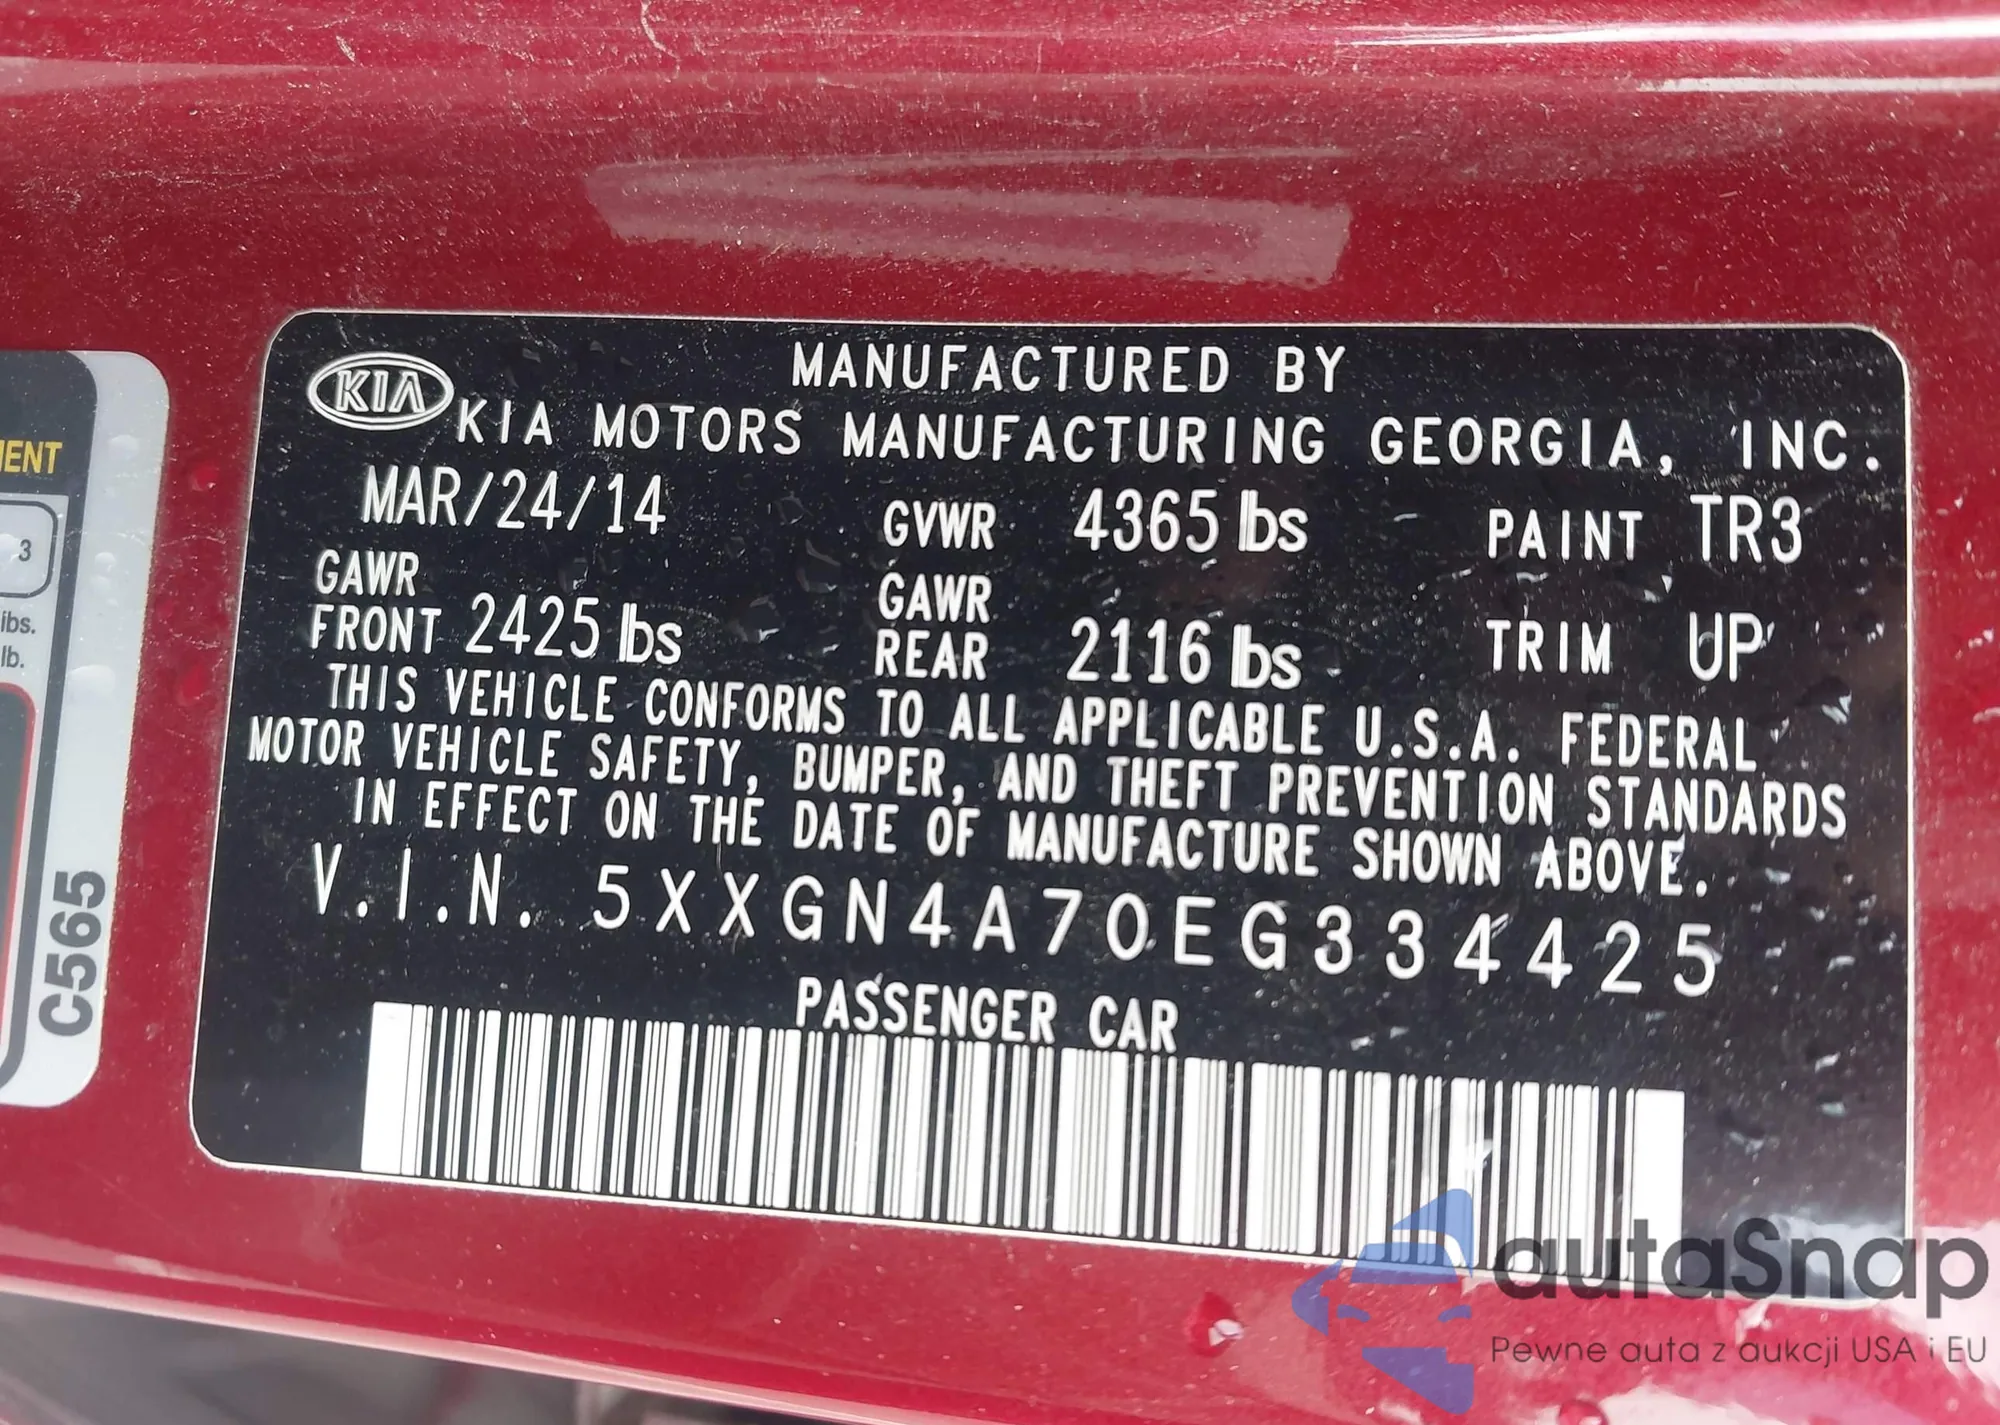 KIA
MANUFACTURED BY
KIA MOTORS MANUFACTURING GEORGIA, INC.
MAR/24/14 GVWR 4365 lbs PAINT TR3
GAWR FRONT 2425 lbs GAWR REAR 2116 lbs TRIM UP
THIS VEHICLE CONFORMS TO ALL APPLICABLE U.S.A. FEDERAL
MOTOR VEHICLE SAFETY, BUMPER, AND THEFT PREVENTION STANDARDS
IN EFFECT ON THE DATE OF MANUFACTURE SHOWN ABOVE.
V.I.N. 5XXGN4A70EG334425
PASSENGER CAR
3
lbs.
lb.
C565
autaSnap
Pewne auta z aukcji USA i EU